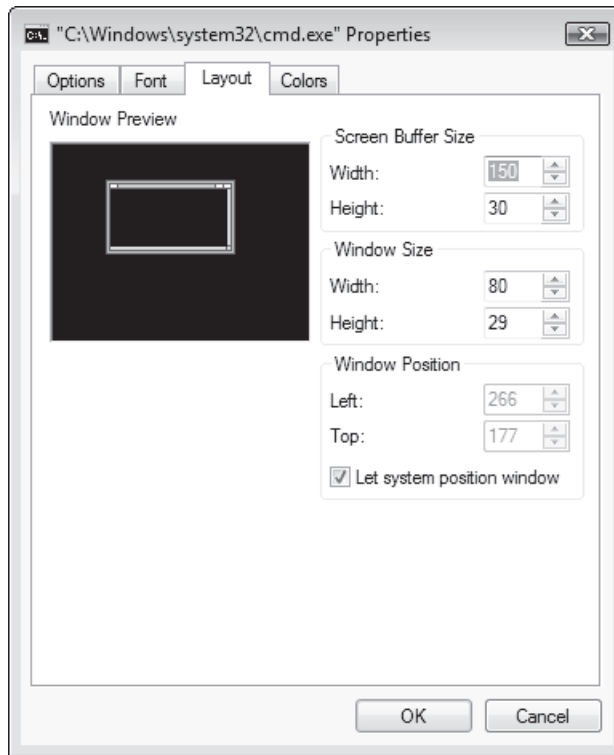 "C:\Windows\system32\cmd.exe" Properties
Options Font Layout Colors
Window Preview
Screen Buffer Size
Width: 150
Height: 30
Window Size
Width: 80
Height: 29
Window Position
Left: 266
Top: 177
Let system position window
OK Cancel